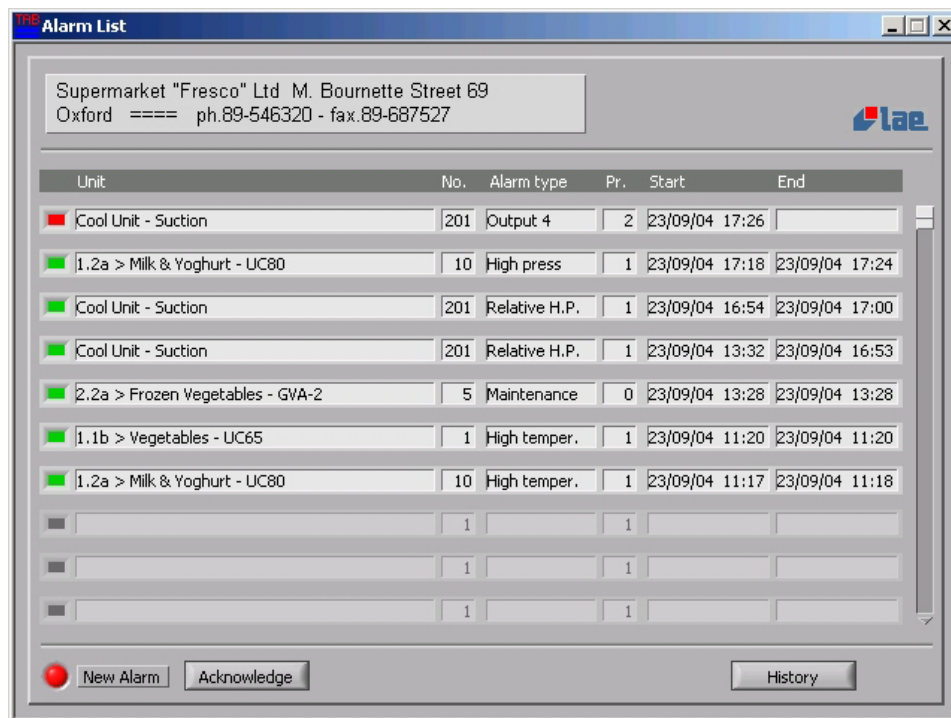 TAB Alarm List
Supermarket "Fresco" Ltd M. Bournette Street 69
Oxford ==== ph.89-546320 - fax.89-687527
lae
Unit No. Alarm type Pr. Start End
Cool Unit - Suction 201 Output 4 2 23/09/04 17:26
1.2a > Milk & Yoghurt - UC80 10 High press 1 23/09/04 17:18 23/09/04 17:24
Cool Unit - Suction 201 Relative H.P. 1 23/09/04 16:54 23/09/04 17:00
Cool Unit - Suction 201 Relative H.P. 1 23/09/04 13:32 23/09/04 16:53
2.2a > Frozen Vegetables - GVA-2 5 Maintenance 0 23/09/04 13:28 23/09/04 13:28
1.1b > Vegetables - UC65 1 High temper. 1 23/09/04 11:20 23/09/04 11:20
1.2a > Milk & Yoghurt - UC80 10 High temper. 1 23/09/04 11:17 23/09/04 11:18
1 1
1 1
1 1
New Alarm Acknowledge History